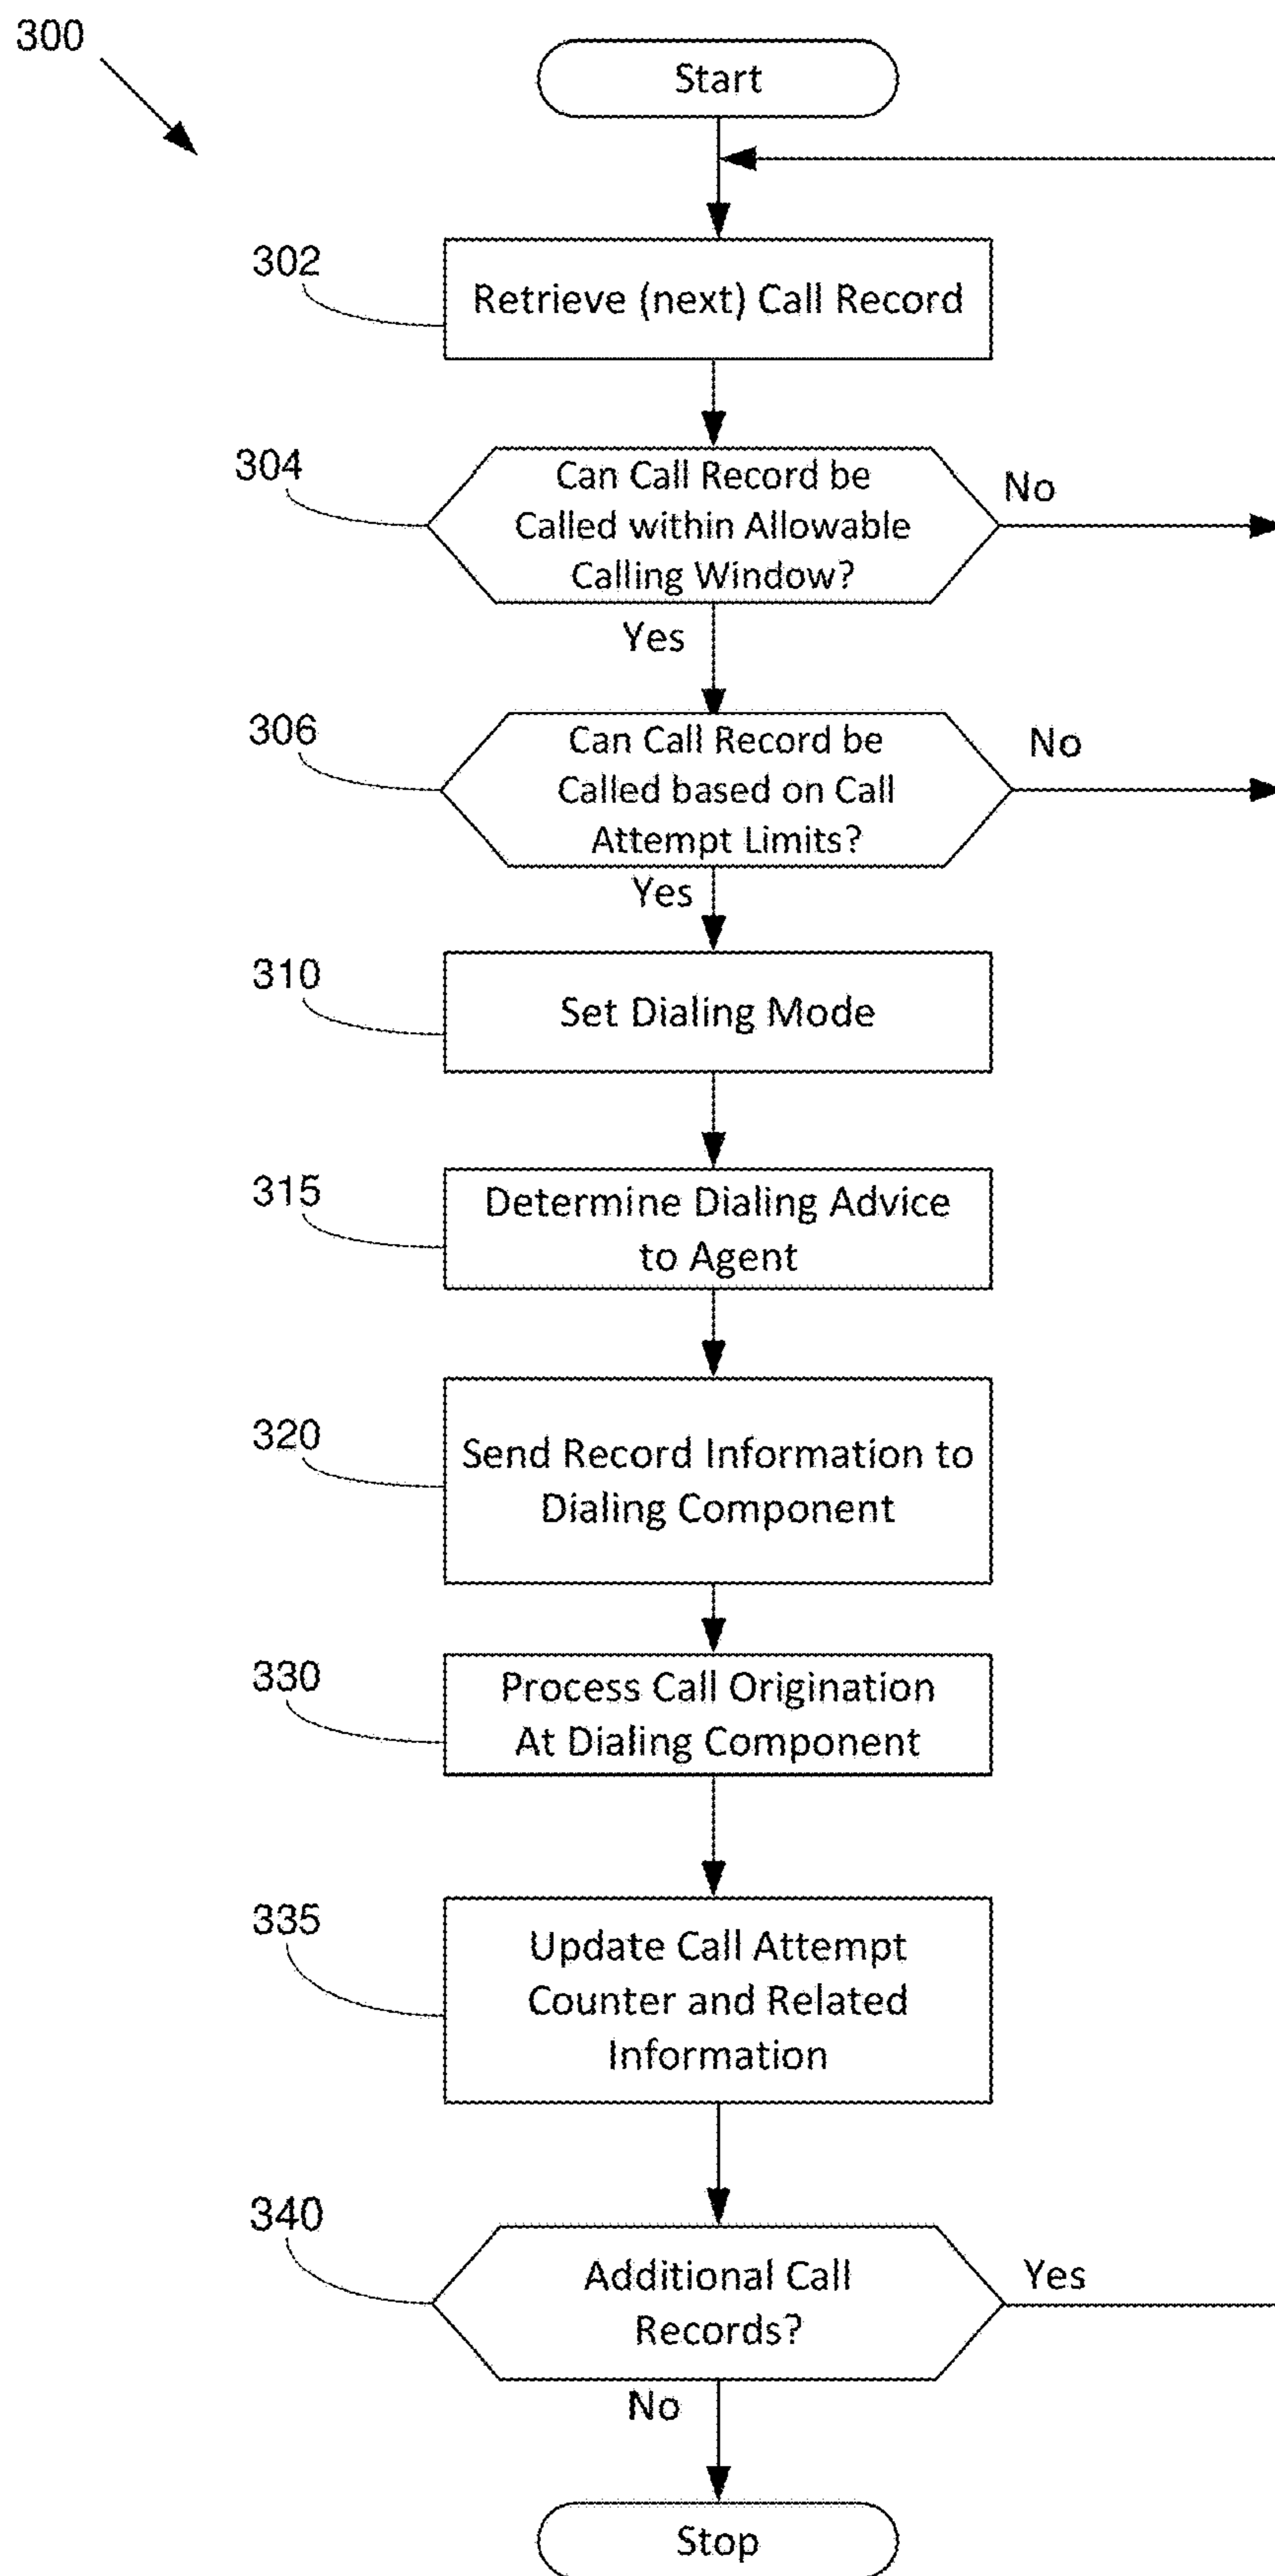 300
Start
302
Retrieve (next) Call Record
304
Can Call Record be
Called within Allowable
Calling Window?
No
Yes
306
Can Call Record be
Called based on Call
Attempt Limits?
No
Yes
310
Set Dialing Mode
315
Determine Dialing Advice
to Agent
320
Send Record Information to
Dialing Component
330
Process Call Origination
At Dialing Component
335
Update Call Attempt
Counter and Related
Information
340
Additional Call
Records?
Yes
No
Stop